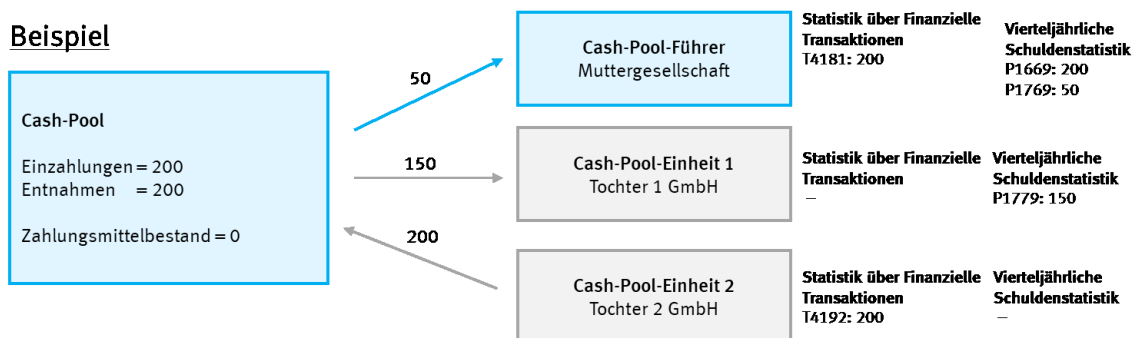 Beispiel
Cash-Pool
Einzahlungen = 200
Entnahmen = 200
Zahlungsmittelbestand = 0
50
150
200
Cash-Pool-Führer
Muttergesellschaft
Statistik über Finanzielle
Transaktionen
T4181: 200
Vierteljährliche
Schuldenstatistik
P1669: 200
P1769: 50
Cash-Pool-Einheit 1
Tochter 1 GmbH
Statistik über Finanzielle
Transaktionen
–
Vierteljährliche
Schuldenstatistik
P1779: 150
Cash-Pool-Einheit 2
Tochter 2 GmbH
Statistik über Finanzielle
Transaktionen
T4192: 200
Vierteljährliche
Schuldenstatistik
–